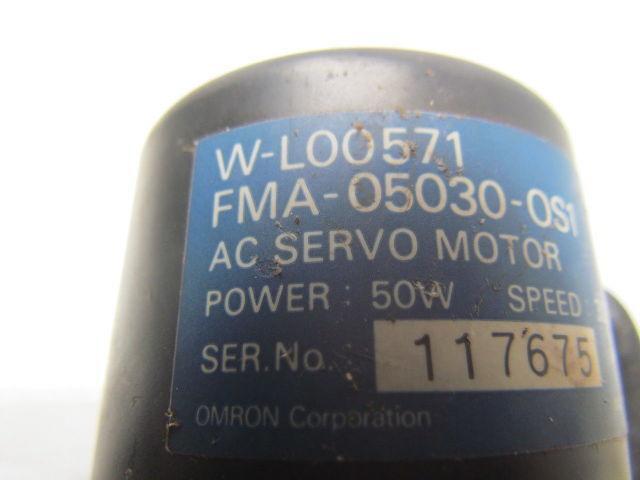 W-L00571
FMA-05030-0S1
AC SERVO MOTOR
POWER : 50W SPEED :
SER.No. 117675
OMRON Corporation